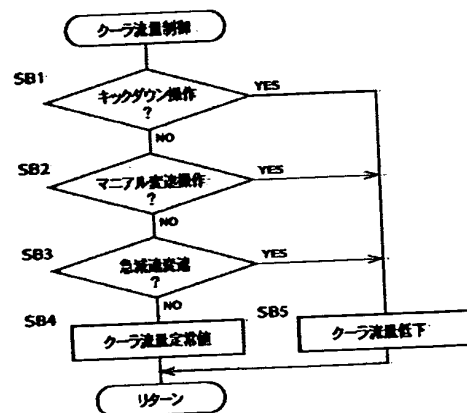 クーラ流量制御
SB1
キックダウン操作
?
YES
NO
SB2
マニアル変速操作
?
YES
NO
SB3
急減速変速
?
YES
NO
SB4
クーラ流量定常値
SB5
クーラ流量低下
リターン